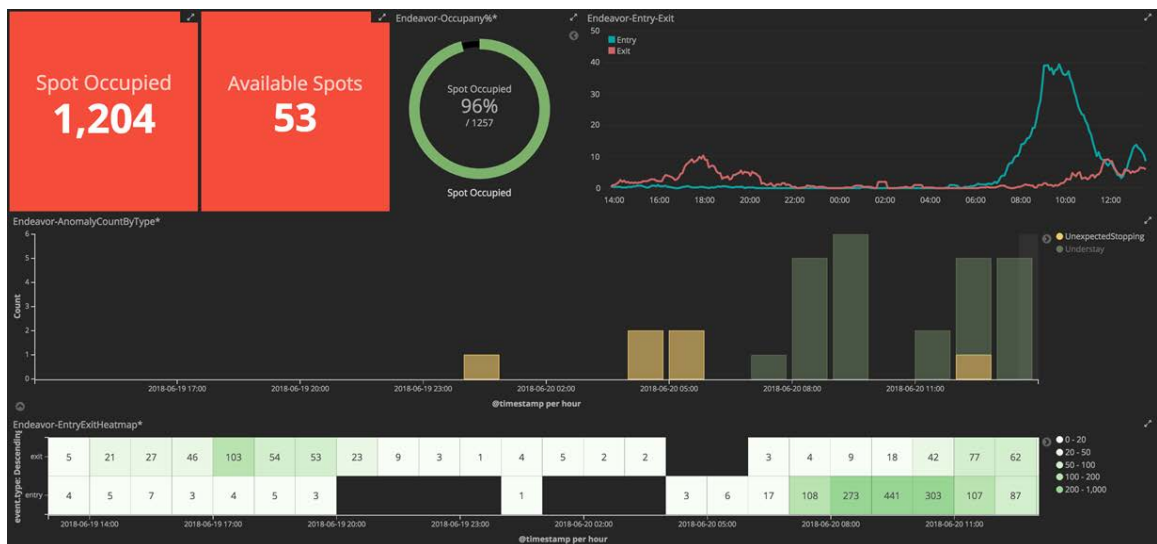 Spot Occupied
1,204
Available Spots
53
Endeavor-Occupany%*
Spot Occupied
96%
/ 1257
Spot Occupied
Endeavor-Entry-Exit
Entry
Exit
50
40
30
20
10
0
14:00 16:00 18:00 20:00 22:00 00:00 02:00 04:00 06:00 08:00 10:00 12:00
Endeavor-AnomalyCountByType*
UnexpectedStopping
Understay
Count
6
5
4
3
2
1
0
2018-06-19 17:00 2018-06-19 20:00 2018-06-19 23:00 2018-06-20 02:00 2018-06-20 05:00 2018-06-20 08:00 2018-06-20 11:00
@timestamp per hour
Endeavor-EntryExitHeatmap*
event.type: Descending
exit 5 21 27 46 103 54 53 23 9 3 1 4 5 2 2 3 4 9 18 42 77 62
entry 4 5 7 3 4 5 3 1 3 6 17 108 273 441 303 107 87
2018-06-19 14:00 2018-06-19 17:00 2018-06-19 20:00 2018-06-19 23:00 2018-06-20 02:00 2018-06-20 05:00 2018-06-20 08:00 2018-06-20 11:00
@timestamp per hour
0 - 20
20 - 50
50 - 100
100 - 200
200 - 1,000